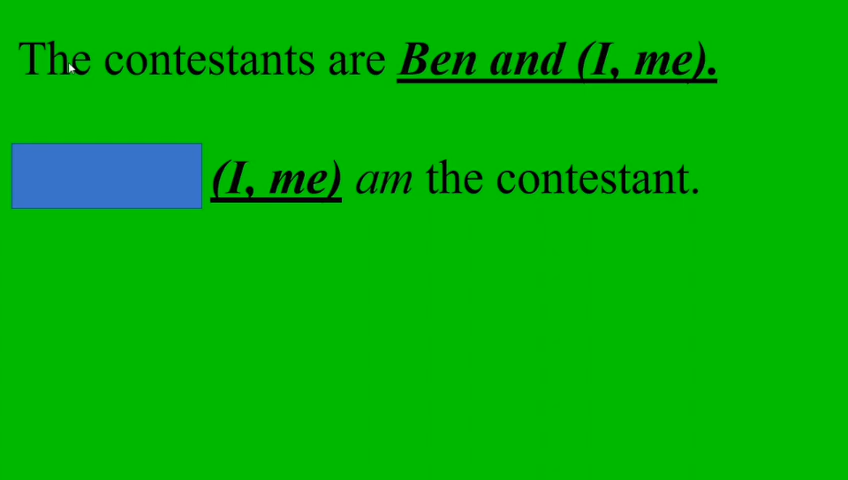 The contestants are Ben and (I, me).
(I, me) am the contestant.